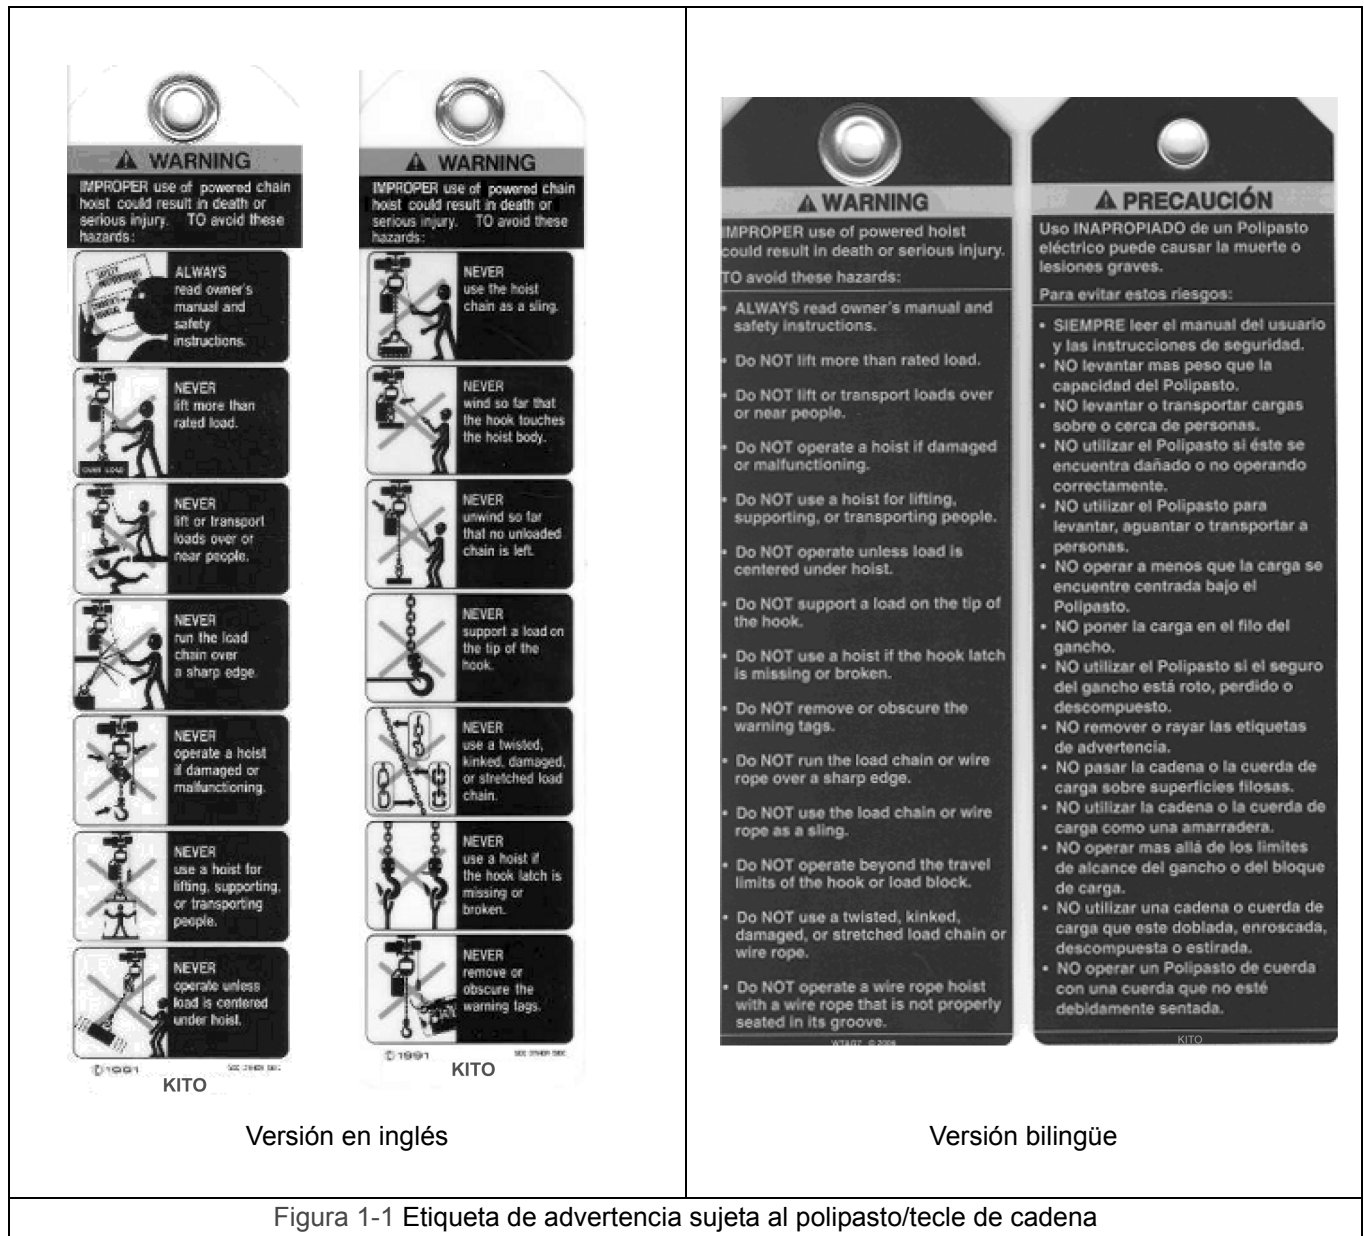 WARNING
IMPROPER use of powered chain
hoist could result in death or
serious injury. TO avoid these
hazards:
ALWAYS
read owner's
manual and
safety
instructions.
NEVER
lift more than
rated load.
OVER LOAD
NEVER
lift or transport
loads over or
near people.
NEVER
run the load
chain over
a sharp edge.
NEVER
operate a hoist
if damaged or
malfunctioning.
NEVER
use a hoist for
lifting, supporting,
or transporting
people.
NEVER
operate unless
load is centered
under hoist.
©1991
SEE OTHER SIDE
KITO
WARNING
IMPROPER use of powered chain
hoist could result in death or
serious injury. TO avoid these
hazards:
NEVER
use the hoist
chain as a sling.
NEVER
wind so far that
the hook touches
the hoist body.
NEVER
unwind so far
that no unloaded
chain is left.
NEVER
support a load on
the tip of the
hook.
NEVER
use a twisted,
kinked, damaged,
or stretched load
chain.
NEVER
use a hoist if
the hook latch is
missing or
broken.
NEVER
remove or
obscure the
warning tags.
©1991
SEE OTHER SIDE
KITO
Versión en inglés
WARNING
IMPROPER use of powered hoist
could result in death or serious injury.
TO avoid these hazards:
• ALWAYS read owner's manual and
safety instructions.
• Do NOT lift more than rated load.
• Do NOT lift or transport loads over
or near people.
• Do NOT operate a hoist if damaged
or malfunctioning.
• Do NOT use a hoist for lifting,
supporting, or transporting people.
• Do NOT operate unless load is
centered under hoist.
• Do NOT support a load on the tip of
the hook.
• Do NOT use a hoist if the hook latch
is missing or broken.
• Do NOT remove or obscure the
warning tags.
• Do NOT run the load chain or wire
rope over a sharp edge.
• Do NOT use the load chain or wire
rope as a sling.
• Do NOT operate beyond the travel
limits of the hook or load block.
• Do NOT use a twisted, kinked,
damaged, or stretched load chain or
wire rope.
• Do NOT operate a wire rope hoist
with a wire rope that is not properly
seated in its groove.
PRECAUCIÓN
Uso INAPROPIADO de un Polipasto
eléctrico puede causar la muerte o
lesiones graves.
Para evitar estos riesgos:
• SIEMPRE leer el manual del usuario
y las instrucciones de seguridad.
• NO levantar mas peso que la
capacidad del Polipasto.
• NO levantar o transportar cargas
sobre o cerca de personas.
• NO utilizar el Polipasto si éste se
encuentra dañado o no operando
correctamente.
• NO utilizar el Polipasto para
levantar, aguantar o transportar a
personas.
• NO operar a menos que la carga se
encuentre centrada bajo el
Polipasto.
• NO poner la carga en el filo del
gancho.
• NO utilizar el Polipasto si el seguro
del gancho está roto, perdido o
descompuesto.
• NO remover o rayar las etiquetas
de advertencia.
• NO pasar la cadena o la cuerda de
carga sobre superficies filosas.
• NO utilizar la cadena o la cuerda de
carga como una amarradera.
• NO operar mas allá de los limites
de alcance del gancho o del bloque
de carga.
• NO utilizar una cadena o cuerda de
carga que este doblada, enroscada,
descompuesta o estirada.
• NO operar un Polipasto de cuerda
con una cuerda que no esté
debidamente sentada.
KITO
Versión bilingüe
Figura 1-1 Etiqueta de advertencia sujeta al polipasto/tecle de cadena